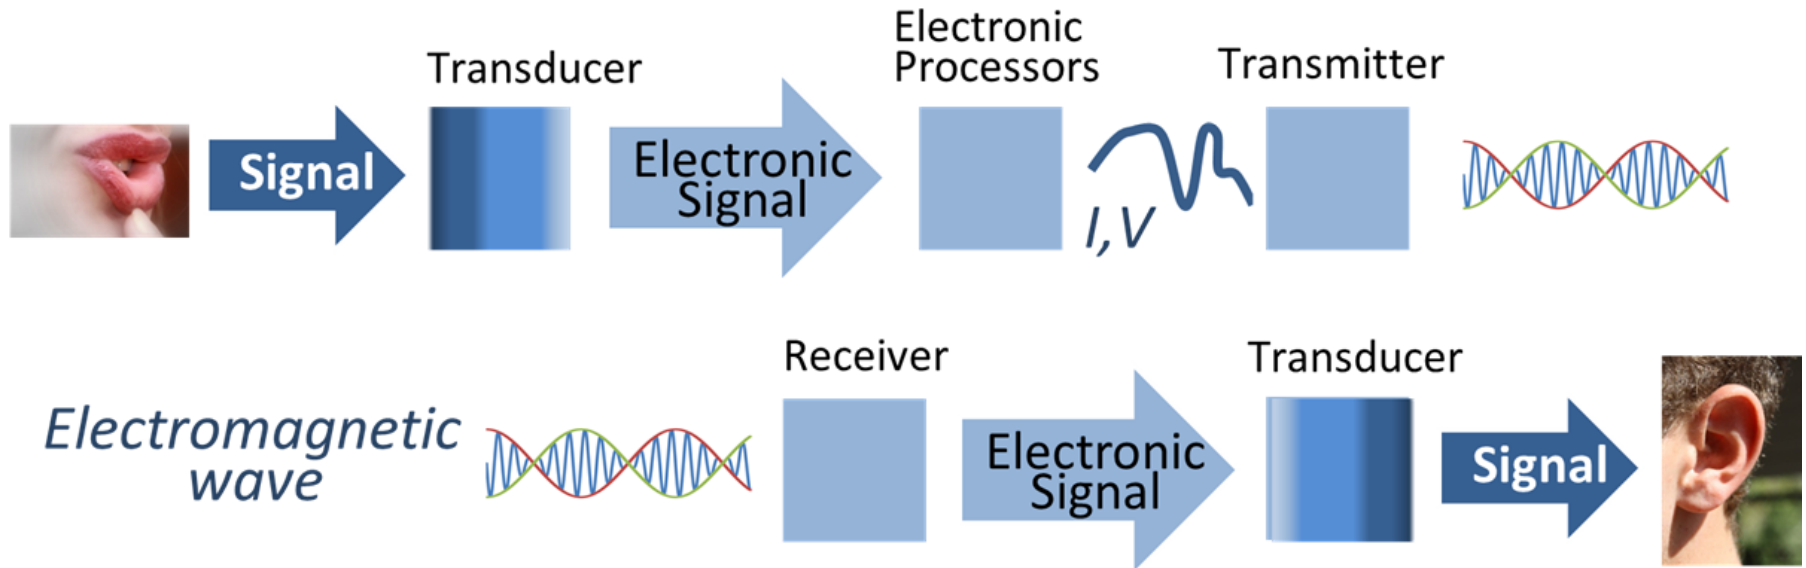 Transducer
Electronic
Processors
Transmitter
Signal
Electronic
Signal
I,V
Receiver
Transducer
Electromagnetic
wave
Electronic
Signal
Signal